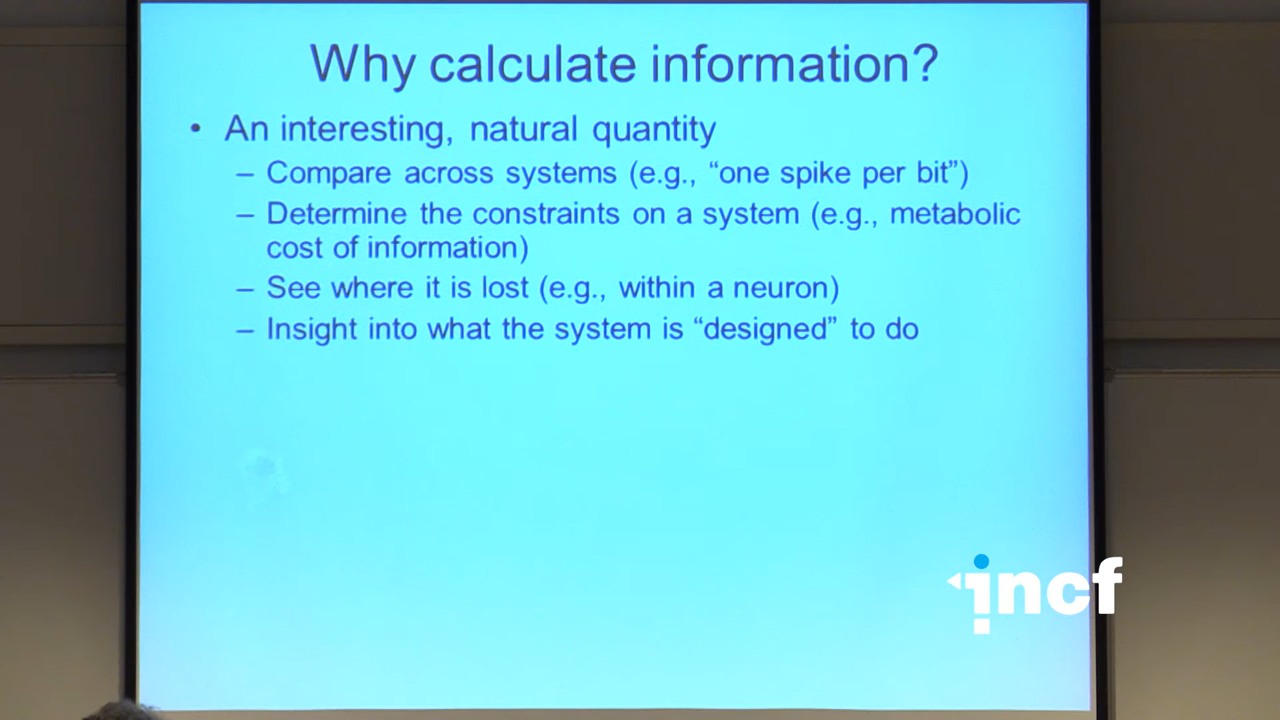 Why calculate information?
• An interesting, natural quantity
– Compare across systems (e.g., “one spike per bit”)
– Determine the constraints on a system (e.g., metabolic
cost of information)
– See where it is lost (e.g., within a neuron)
– Insight into what the system is “designed” to do
incf